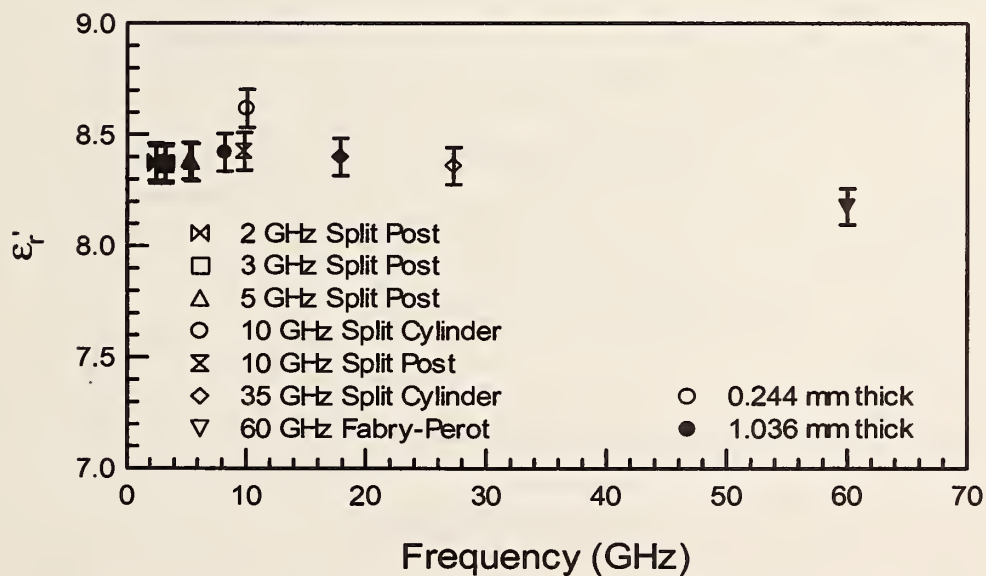 9.0
8.5
8.0
7.5
7.0
εr'
2 GHz Split Post
3 GHz Split Post
5 GHz Split Post
10 GHz Split Cylinder
10 GHz Split Post
35 GHz Split Cylinder
60 GHz Fabry-Perot
0.244 mm thick
1.036 mm thick
0 10 20 30 40 50 60 70
Frequency (GHz)